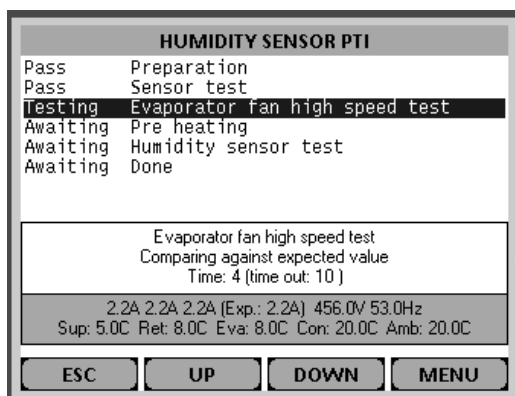 HUMIDITY SENSOR PTI
Pass Preparation
Pass Sensor test
Testing Evaporator fan high speed test
Awaiting Pre heating
Awaiting Humidity sensor test
Awaiting Done
Evaporator fan high speed test
Comparing against expected value
Time: 4 (time out: 10 )
2.2A 2.2A 2.2A (Exp.: 2.2A) 456.0V 53.0Hz
Sup: 5.0C Ret: 8.0C Eva: 8.0C Con: 20.0C Amb: 20.0C
ESC UP DOWN MENU